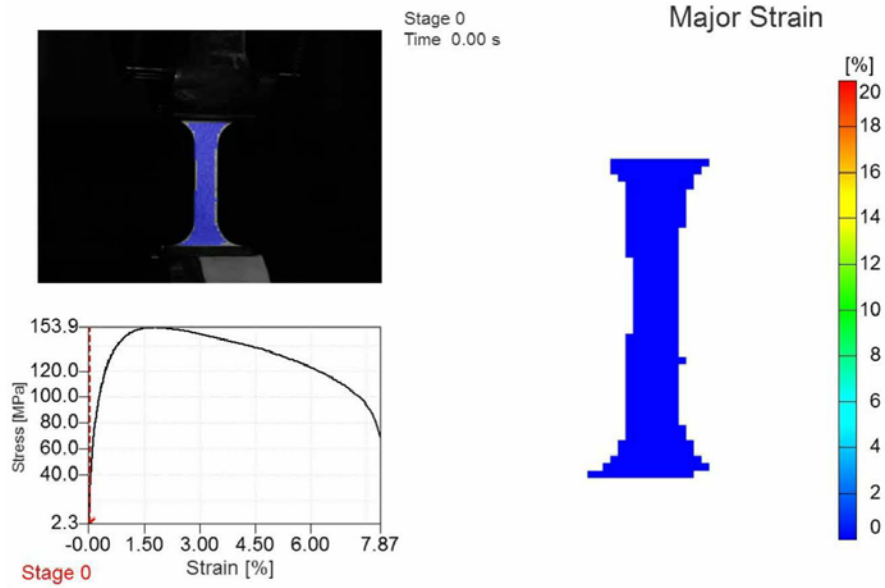 Stage 0
Time 0.00 s
Major Strain
[%]
20
18
16
14
12
10
8
6
4
2
0
153.9
120.0
100.0
80.0
60.0
40.0
2.3
Stress [MPa]
-0.00 1.50 3.00 4.50 6.00 7.87
Strain [%]
Stage 0